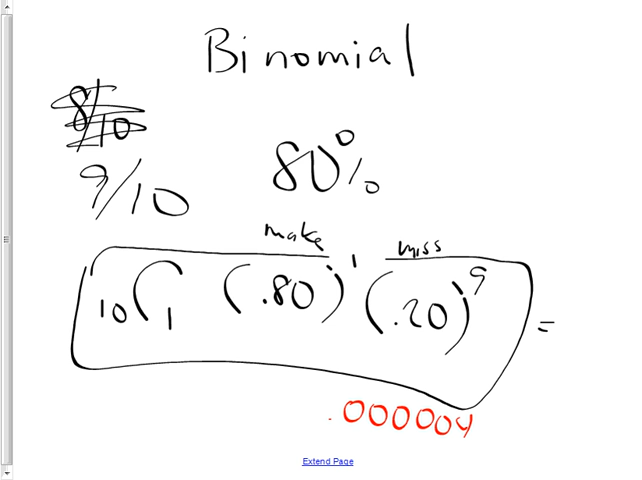 Binomial
8/10
9/10
80%
make miss
₁₀C₁ (.80)¹ (.20)⁹ =
.000004
Extend Page